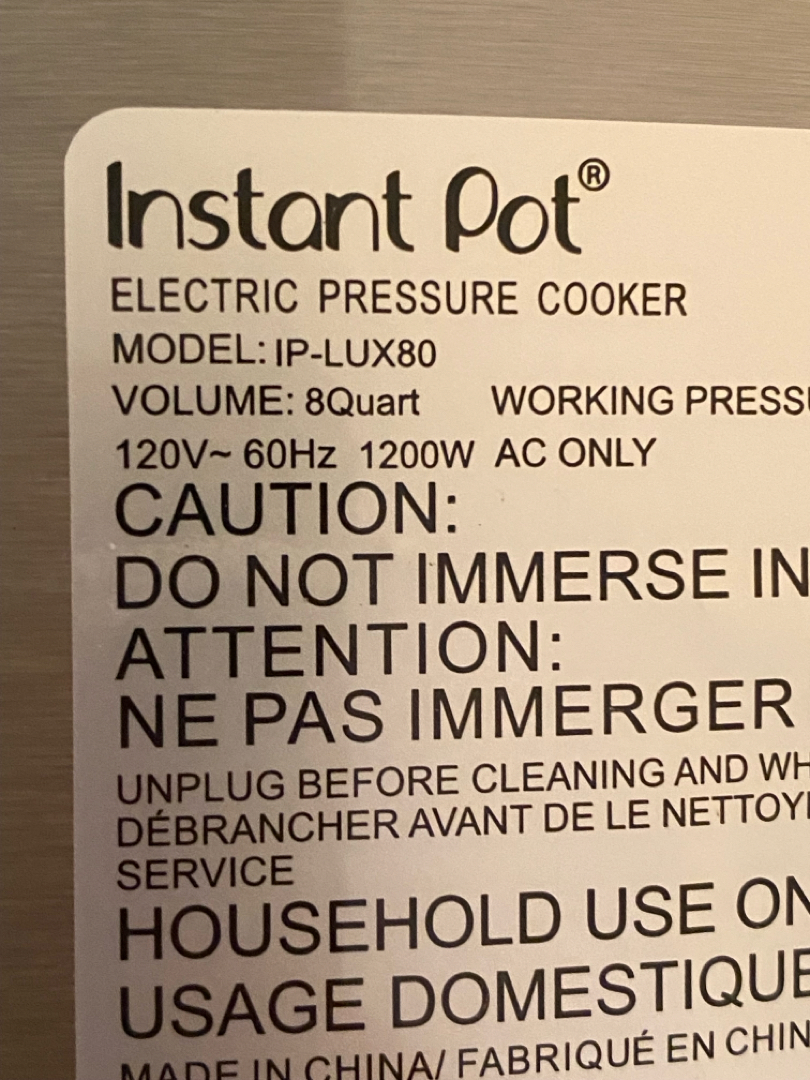 Instant Pot®
ELECTRIC PRESSURE COOKER
MODEL: IP-LUX80
VOLUME: 8Quart WORKING PRESSU
120V~ 60Hz 1200W AC ONLY
CAUTION:
DO NOT IMMERSE IN
ATTENTION:
NE PAS IMMERGER
UNPLUG BEFORE CLEANING AND WH
DÉBRANCHER AVANT DE LE NETTOY
SERVICE
HOUSEHOLD USE ON
USAGE DOMESTIQUE
MADE IN CHINA/ FABRIQUÉ EN CHIN